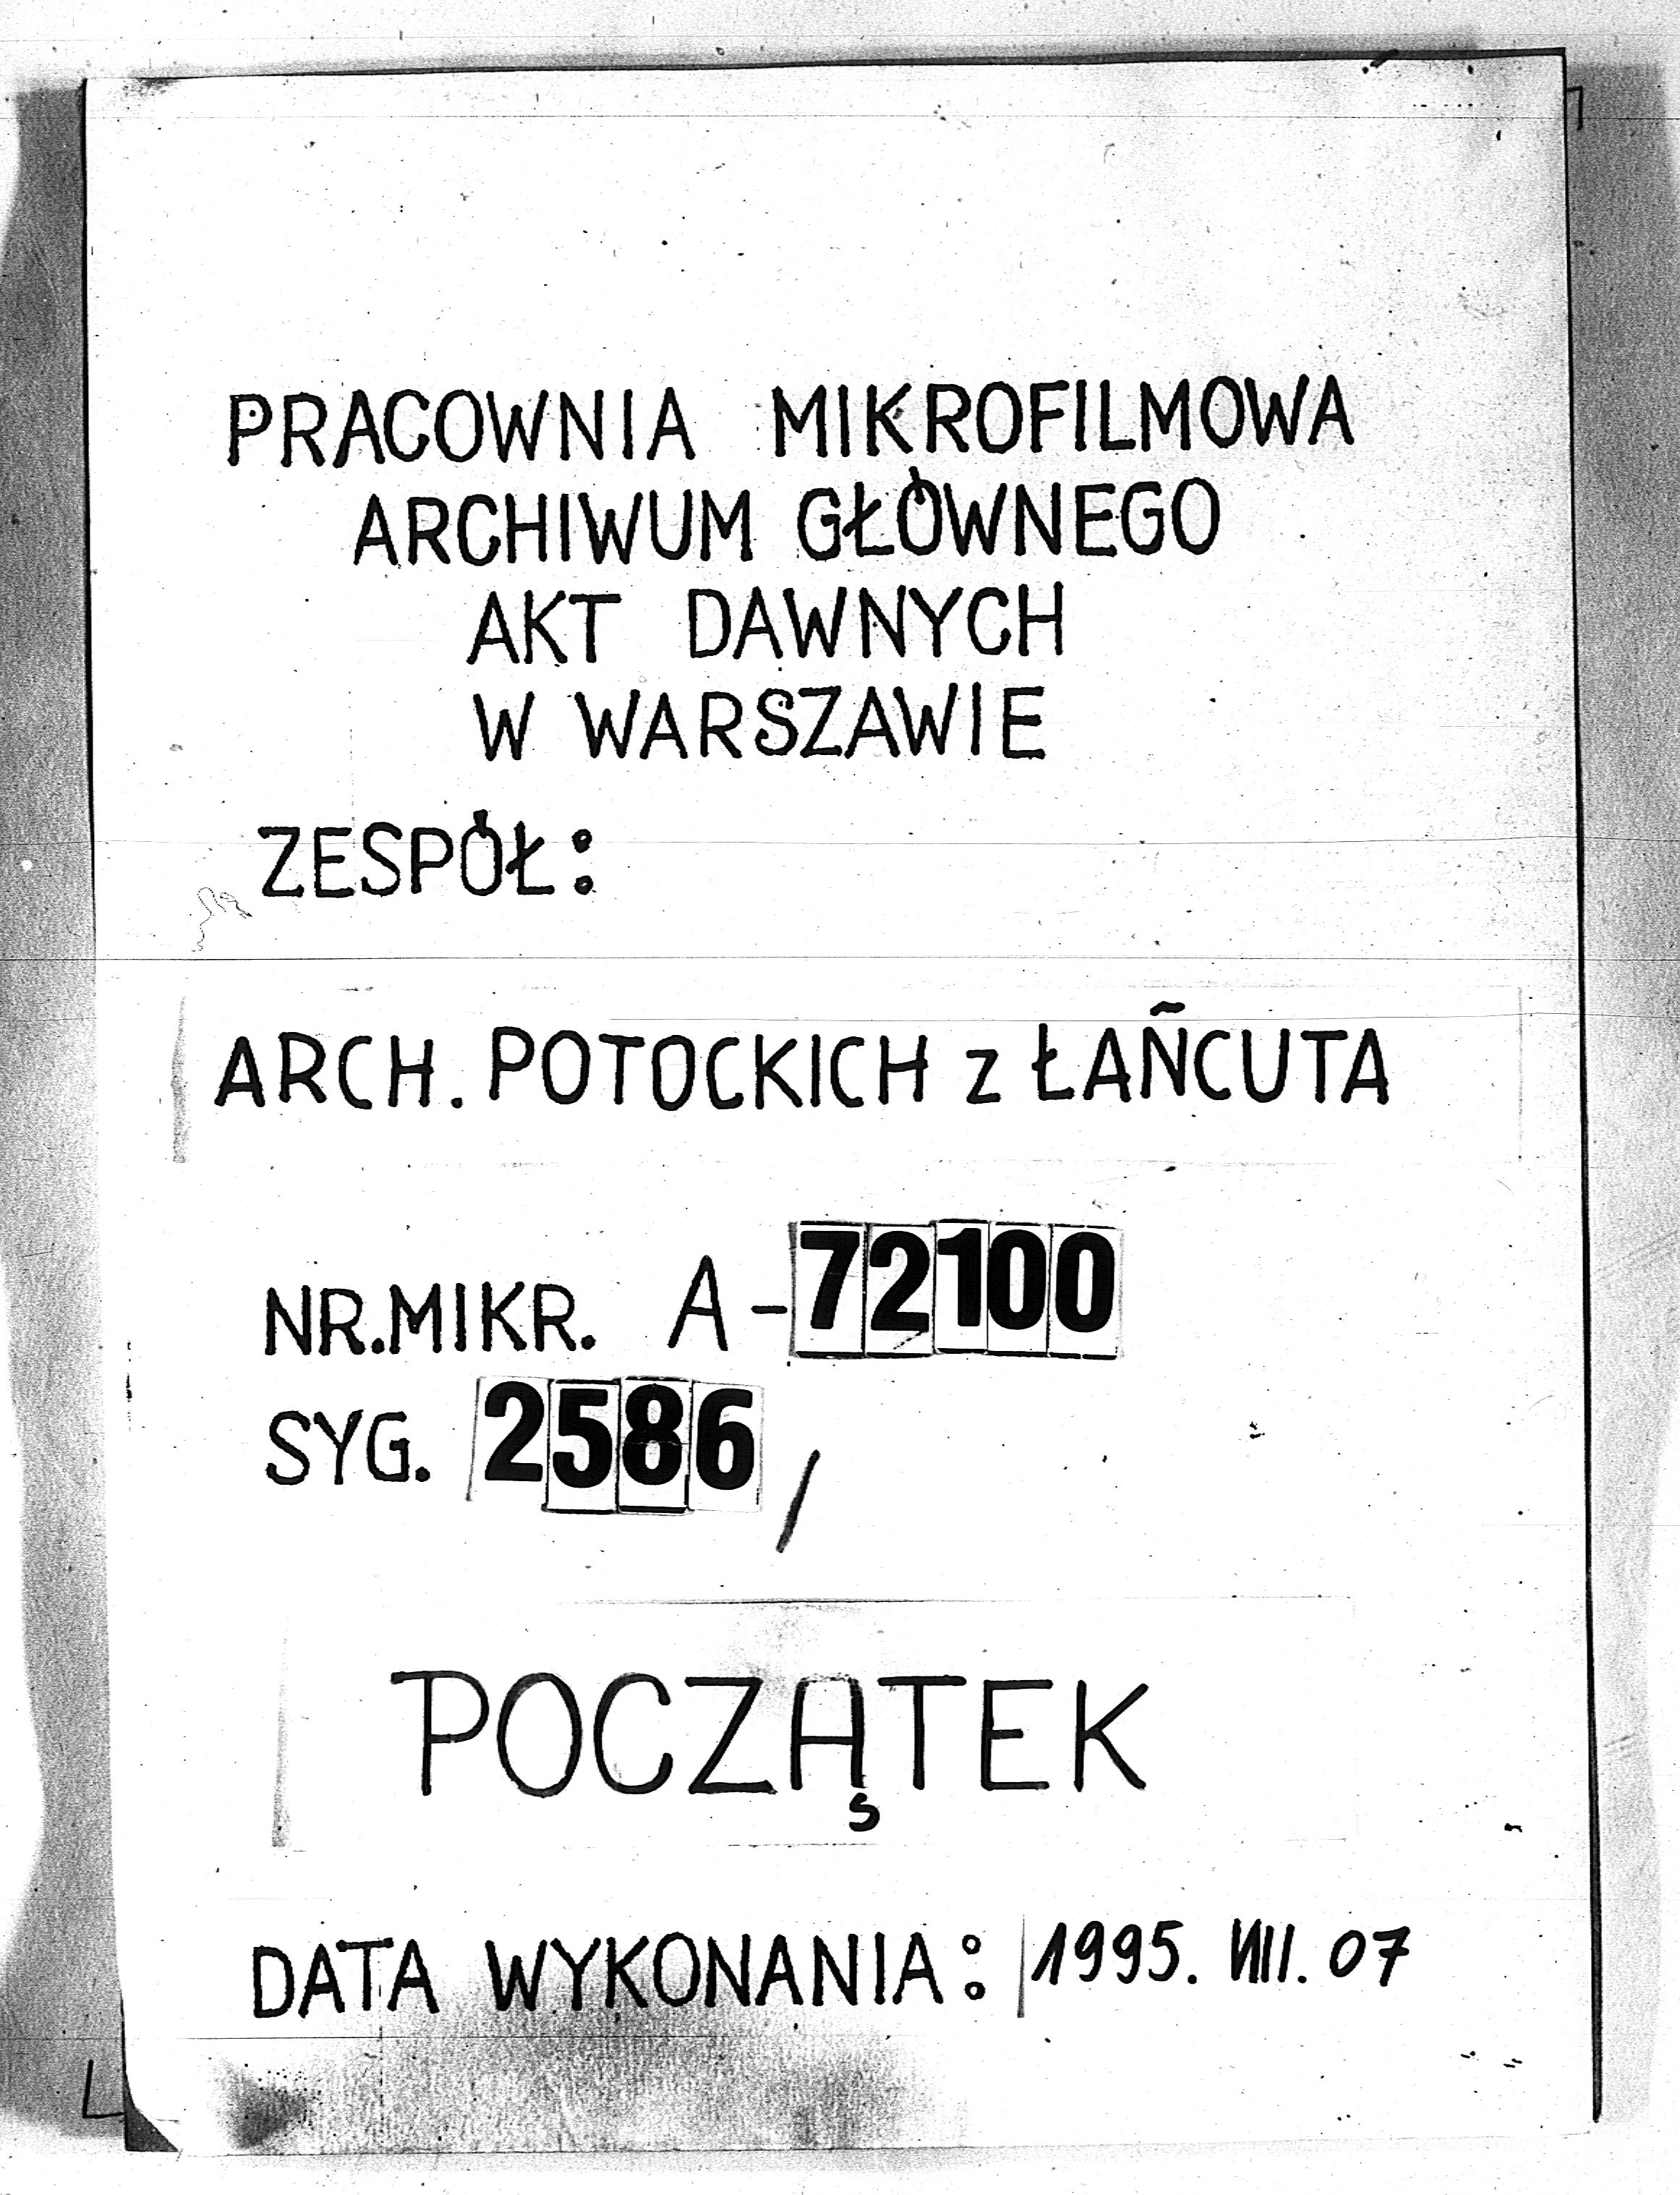 PRACOWNIA MIKROFILMOWA
ARCHIWUM GŁÓWNEGO
AKT DAWNYCH
W WARSZAWIE
ZESPÓŁ:
ARCH. POTOCKICH z ŁAŃCUTA
NR.MIKR. A-72100
SYG. 2586/
POCZĄTEK
DATA WYKONANIA: 1995. VIII. 07